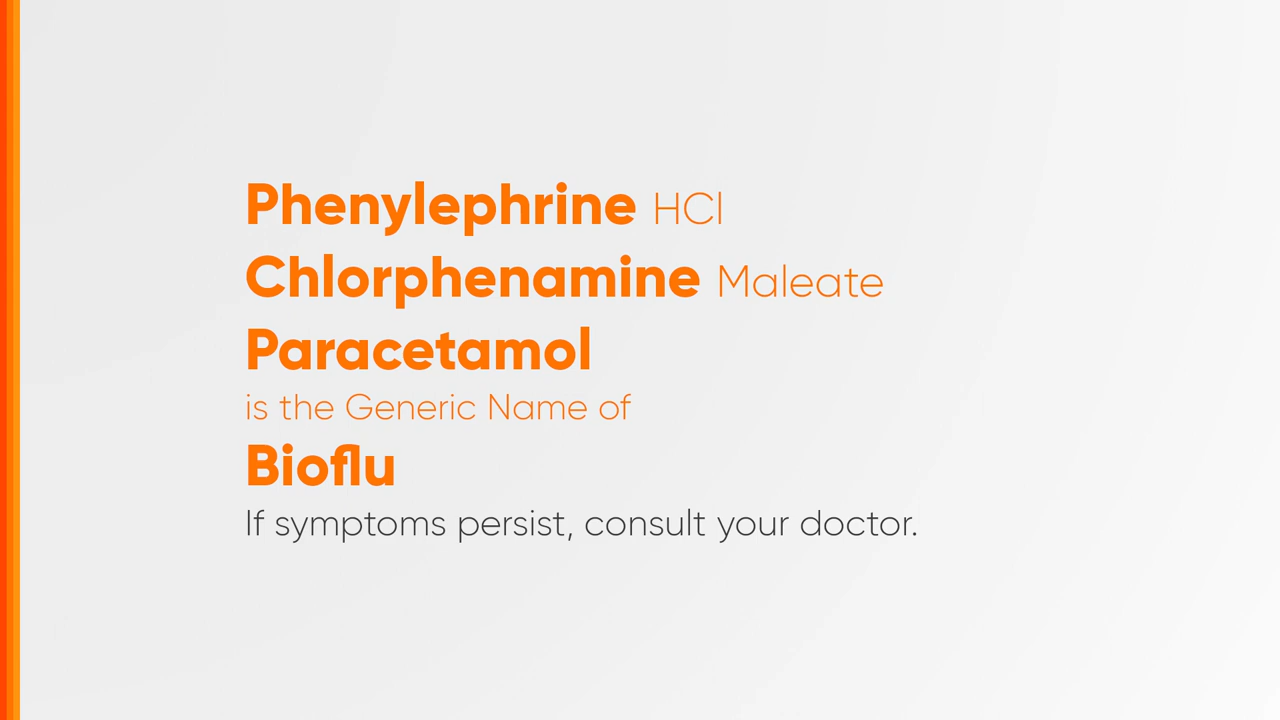 Phenylephrine HCl
Chlorphenamine Maleate
Paracetamol
is the Generic Name of
Bioflu
If symptoms persist, consult your doctor.